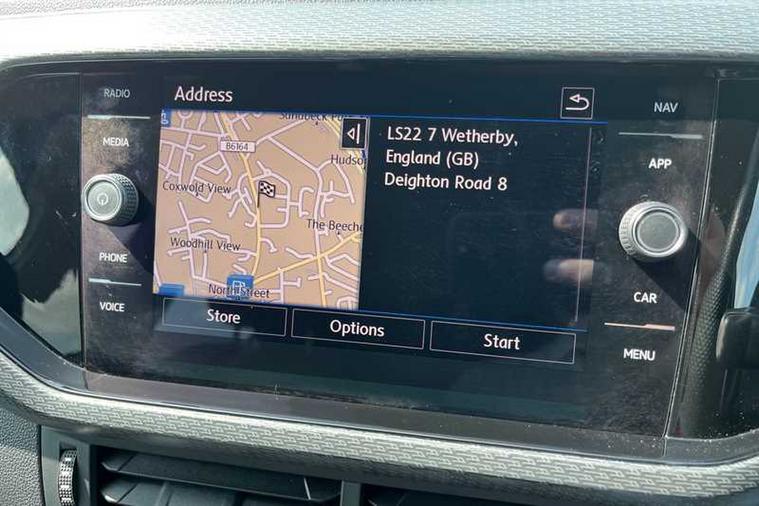 RADIO
MEDIA
PHONE
VOICE
Address
NAV
APP
CAR
MENU
B6164
Hudso
Coxwold View
The Beeche
Woodhill View
North Street
LS22 7 Wetherby,
England (GB)
Deighton Road 8
Store
Options
Start